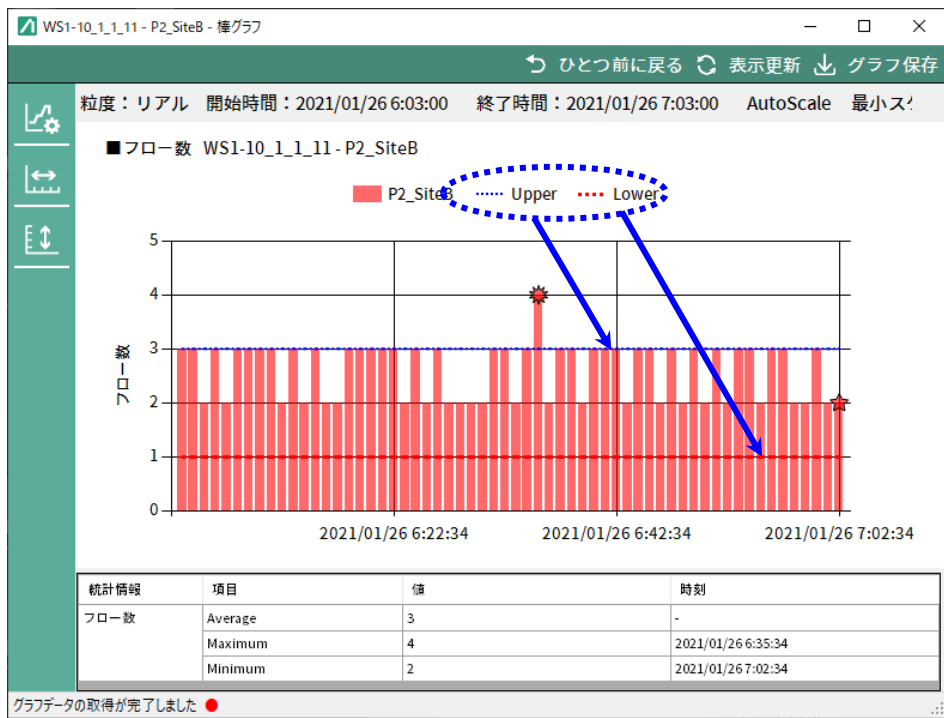 WS1-10_1_1_11 - P2_SiteB - 棒グラフ
ひとつ前に戻る 表示更新 グラフ保存
粒度：リアル 開始時間：2021/01/26 6:03:00 終了時間：2021/01/26 7:03:00 AutoScale 最小スケ
■フロー数 WS1-10_1_1_11 - P2_SiteB
P2_SiteB Upper Lower
5
4
3
2
1
0
フロー数
2021/01/26 6:22:34 2021/01/26 6:42:34 2021/01/26 7:02:34
統計情報 項目 値 時刻
フロー数 Average 3 -
Maximum 4 2021/01/26 6:35:34
Minimum 2 2021/01/26 7:02:34
グラフデータの取得が完了しました